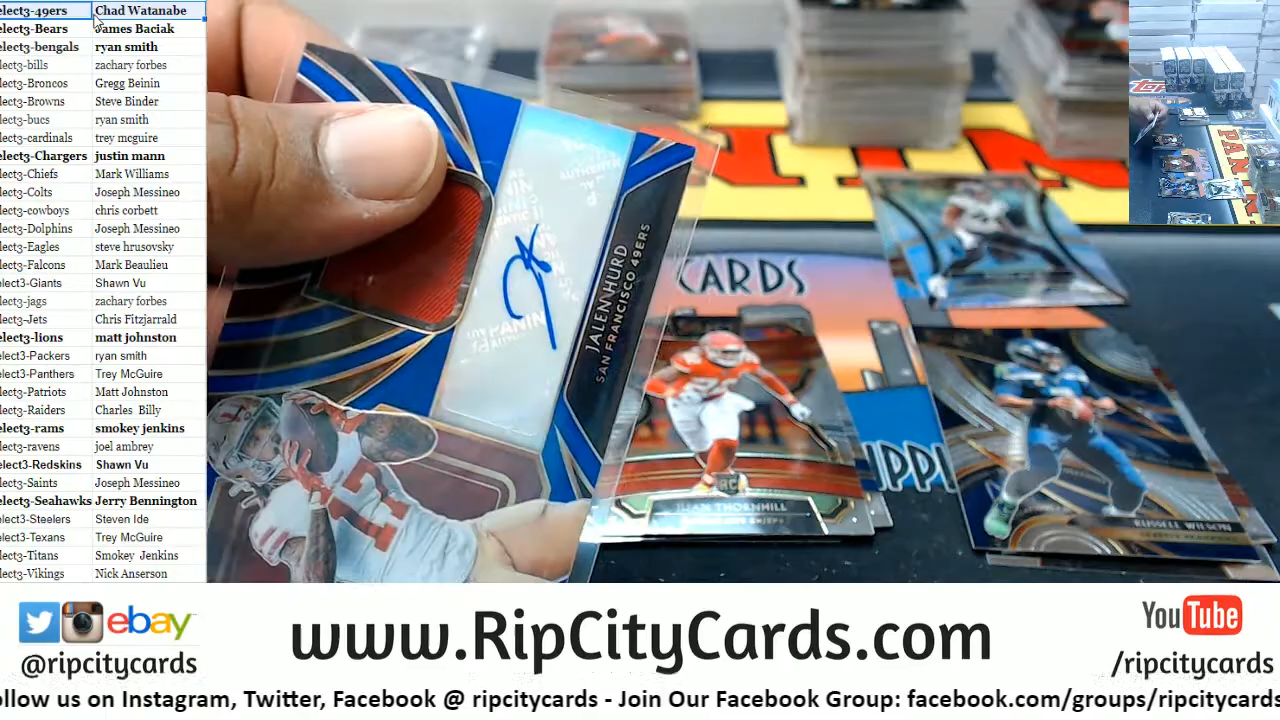 elect3-49ers Chad Watanabe
elect3-Bears James Baciak
elect3-bengals ryan smith
elect3-bills zachary forbes
elect3-Broncos Gregg Beinin
elect3-Browns Steve Binder
elect3-bucs ryan smith
elect3-cardinals trey mcguire
elect3-Chargers justin mann
elect3-Chiefs Mark Williams
elect3-Colts Joseph Messineo
elect3-cowboys chris corbett
elect3-Dolphins Joseph Messineo
elect3-Eagles steve hrusovsky
elect3-Falcons Mark Beaulieu
elect3-Giants Shawn Vu
elect3-jags zachary forbes
elect3-Jets Chris Fitzjarrald
elect3-lions matt johnston
elect3-Packers ryan smith
elect3-Panthers Trey McGuire
elect3-Patriots Matt Johnston
elect3-Raiders Charles Billy
elect3-rams smokey jenkins
elect3-ravens joel ambrey
elect3-Redskins Shawn Vu
elect3-Saints Joseph Messineo
elect3-Seahawks Jerry Bennington
elect3-Steelers Steven Ide
elect3-Texans Trey McGuire
elect3-Titans Smokey Jenkins
elect3-Vikings Nick Anserson
JALEN HURD
SAN FRANCISCO 49ERS
PANINI
CARDS
JUAN THORNHILL
RC
RUSSELL WILSON
PANINI
ebay
@ripcitycards
www.RipCityCards.com
YouTube
/ripcitycards
ollow us on Instagram, Twitter, Facebook @ ripcitycards - Join Our Facebook Group: facebook.com/groups/ripcitycards